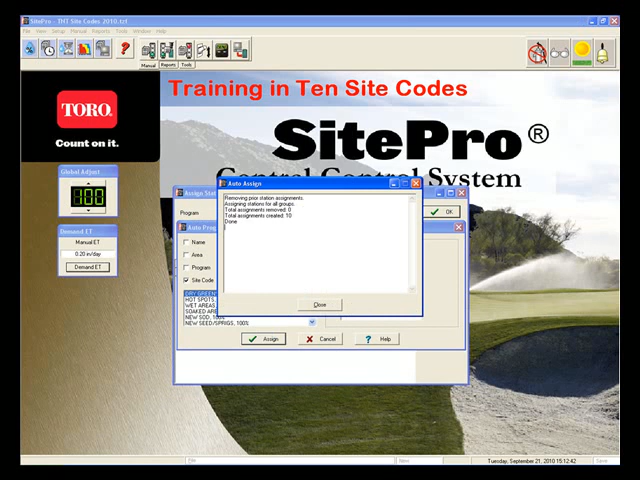 SitePro - TMT Site Codes 2010.tzf
File View Setup Manual Reports Tools Window Help
Manual Reports Tools
Training in Ten Site Codes
TORO
Count on it.
SitePro®
Central Control System
Global Adjust
100
Demand ET
Manual ET
0.20 in/day
Demand ET
Assign Stat
Program
OK
Auto Prog
Name
Area
Program
Site Code
DRY GREEN
HOT SPOTS,
WET AREAS,
SOAKED ARE
NEW SOD, 100%
NEW SEED/SPRIGS, 100%
Assign
Cancel
Help
Auto Assign
Removing prior station assignments.
Assigning stations for all groups
Total assignments removed: 0
Total assignments created: 10
Done
Close
Tuesday, September 21, 2010 15:12:42